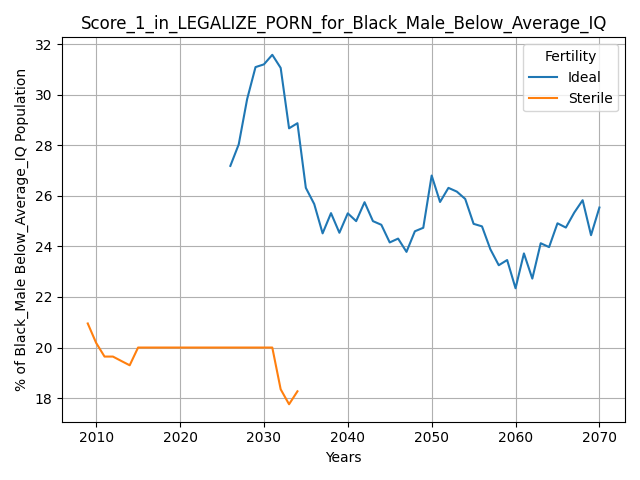 Score_1_in_LEGALIZE_PORN_for_Black_Male_Below_Average_IQ
% of Black_Male Below_Average_IQ Population
32
30
28
26
24
22
20
18
Fertility
Ideal
Sterile
2010 2020 2030 2040 2050 2060 2070
Years